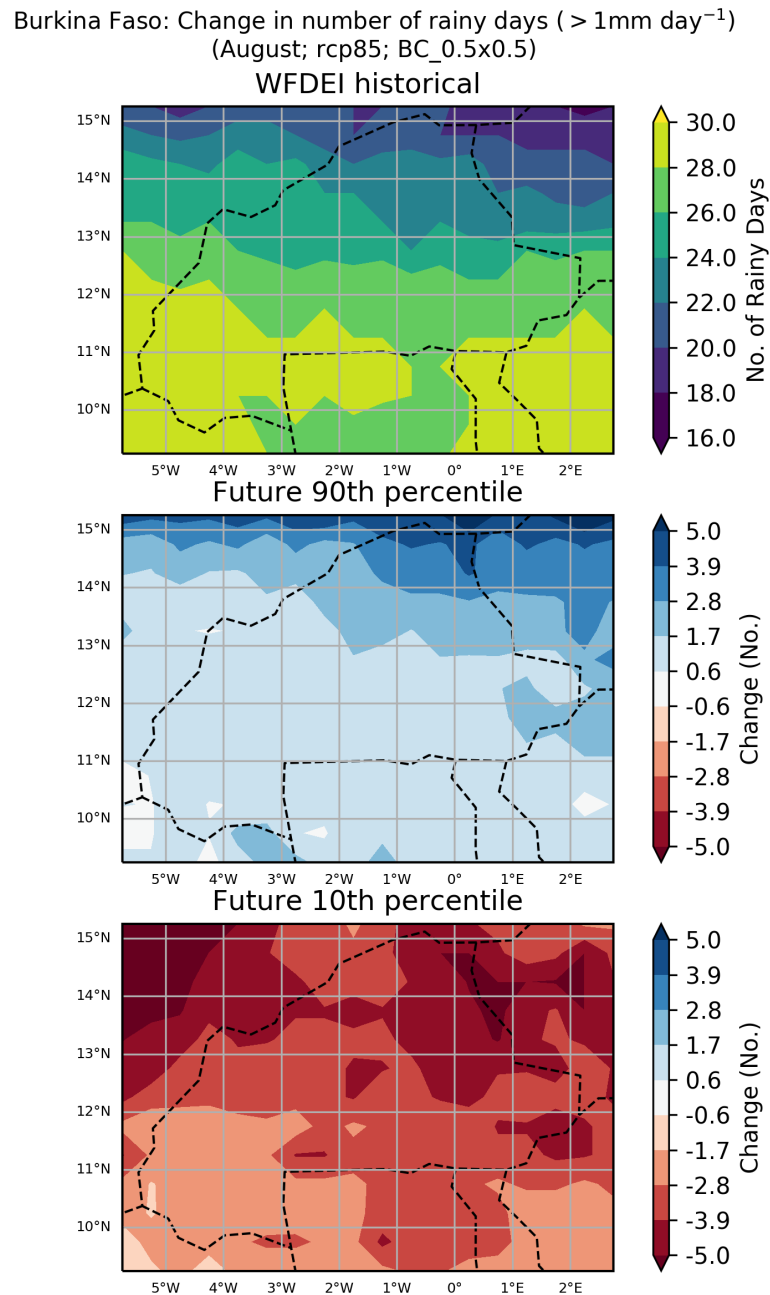 Burkina Faso: Change in number of rainy days (>1mm day⁻¹)
(August; rcp85; BC_0.5x0.5)
WFDEI historical
15°N
14°N
13°N
12°N
11°N
10°N
5°W 4°W 3°W 2°W 1°W 0° 1°E 2°E
30.0
28.0
26.0
24.0
22.0
20.0
18.0
16.0
No. of Rainy Days
Future 90th percentile
15°N
14°N
13°N
12°N
11°N
10°N
5°W 4°W 3°W 2°W 1°W 0° 1°E 2°E
5.0
3.9
2.8
1.7
0.6
-0.6
-1.7
-2.8
-3.9
-5.0
Change (No.)
Future 10th percentile
15°N
14°N
13°N
12°N
11°N
10°N
5°W 4°W 3°W 2°W 1°W 0° 1°E 2°E
5.0
3.9
2.8
1.7
0.6
-0.6
-1.7
-2.8
-3.9
-5.0
Change (No.)